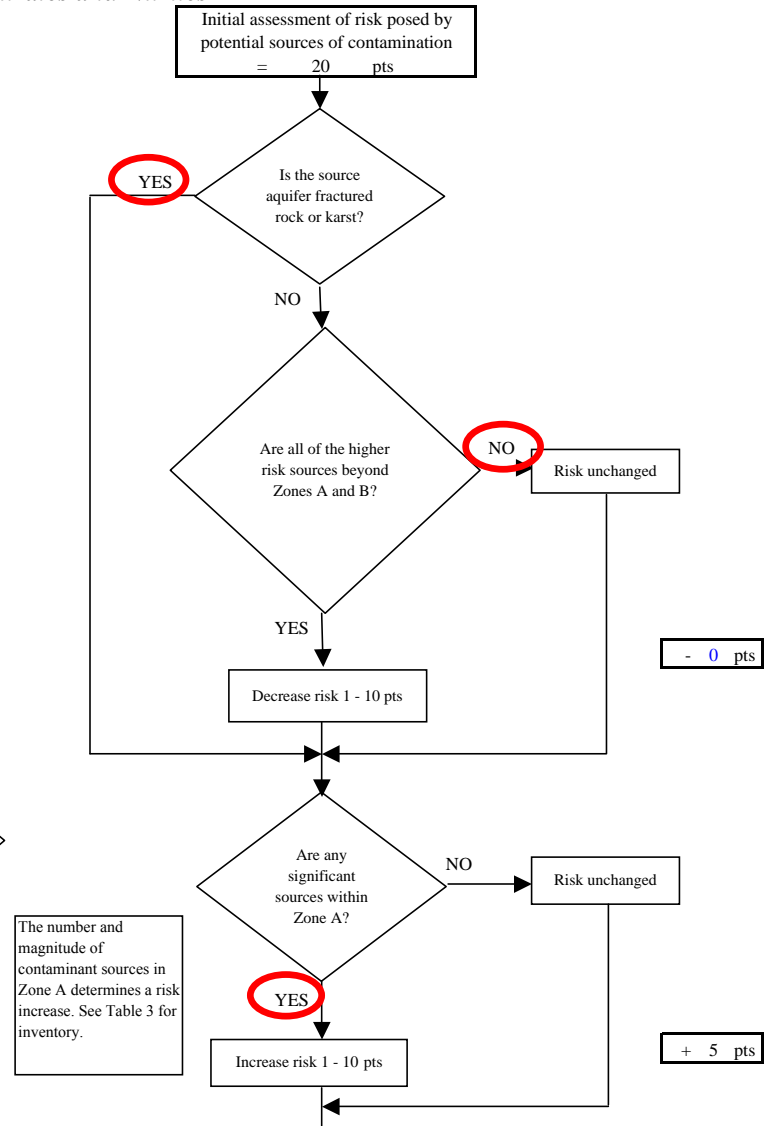 Initial assessment of risk posed by
potential sources of contamination
= 20 pts
YES
Is the source
aquifer fractured
rock or karst?
NO
Are all of the higher
risk sources beyond
Zones A and B?
NO
Risk unchanged
YES
- 0 pts
Decrease risk 1 - 10 pts
Are any
significant
sources within
Zone A?
NO
Risk unchanged
The number and
magnitude of
contaminant sources in
Zone A determines a risk
increase. See Table 3 for
inventory.
YES
Increase risk 1 - 10 pts
+ 5 pts